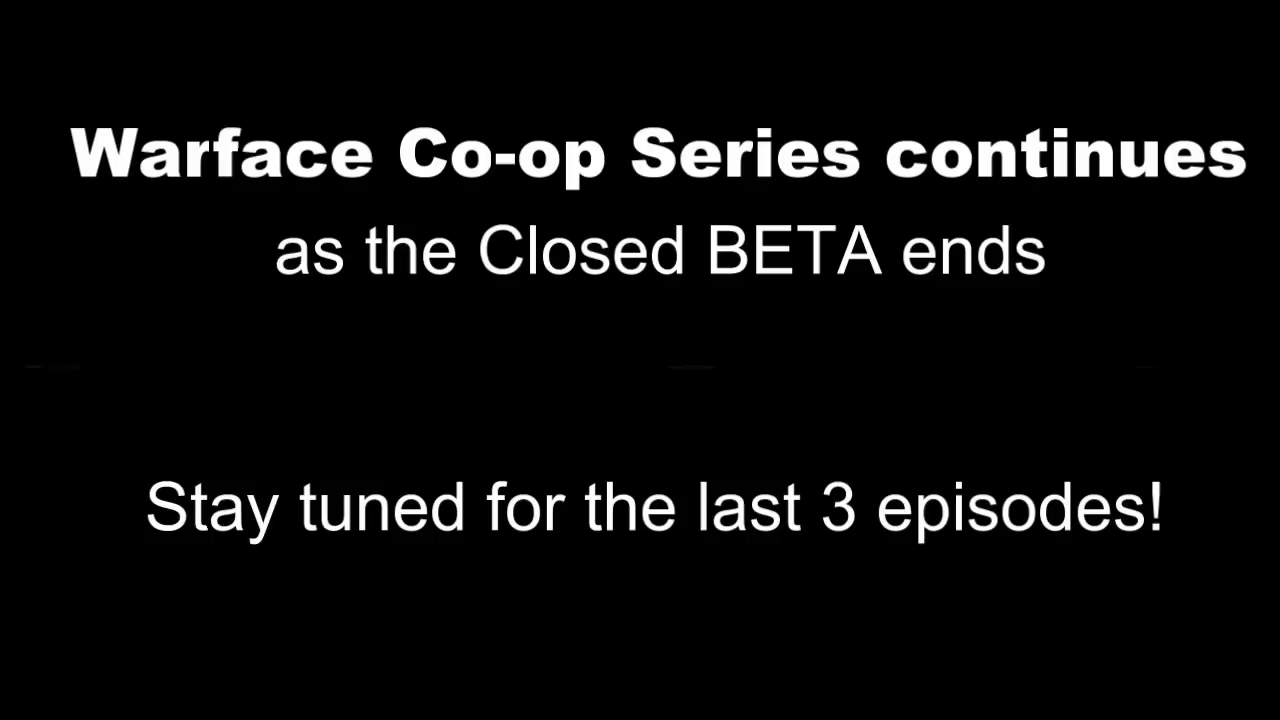 Warface Co-op Series continues
as the Closed BETA ends
Stay tuned for the last 3 episodes!